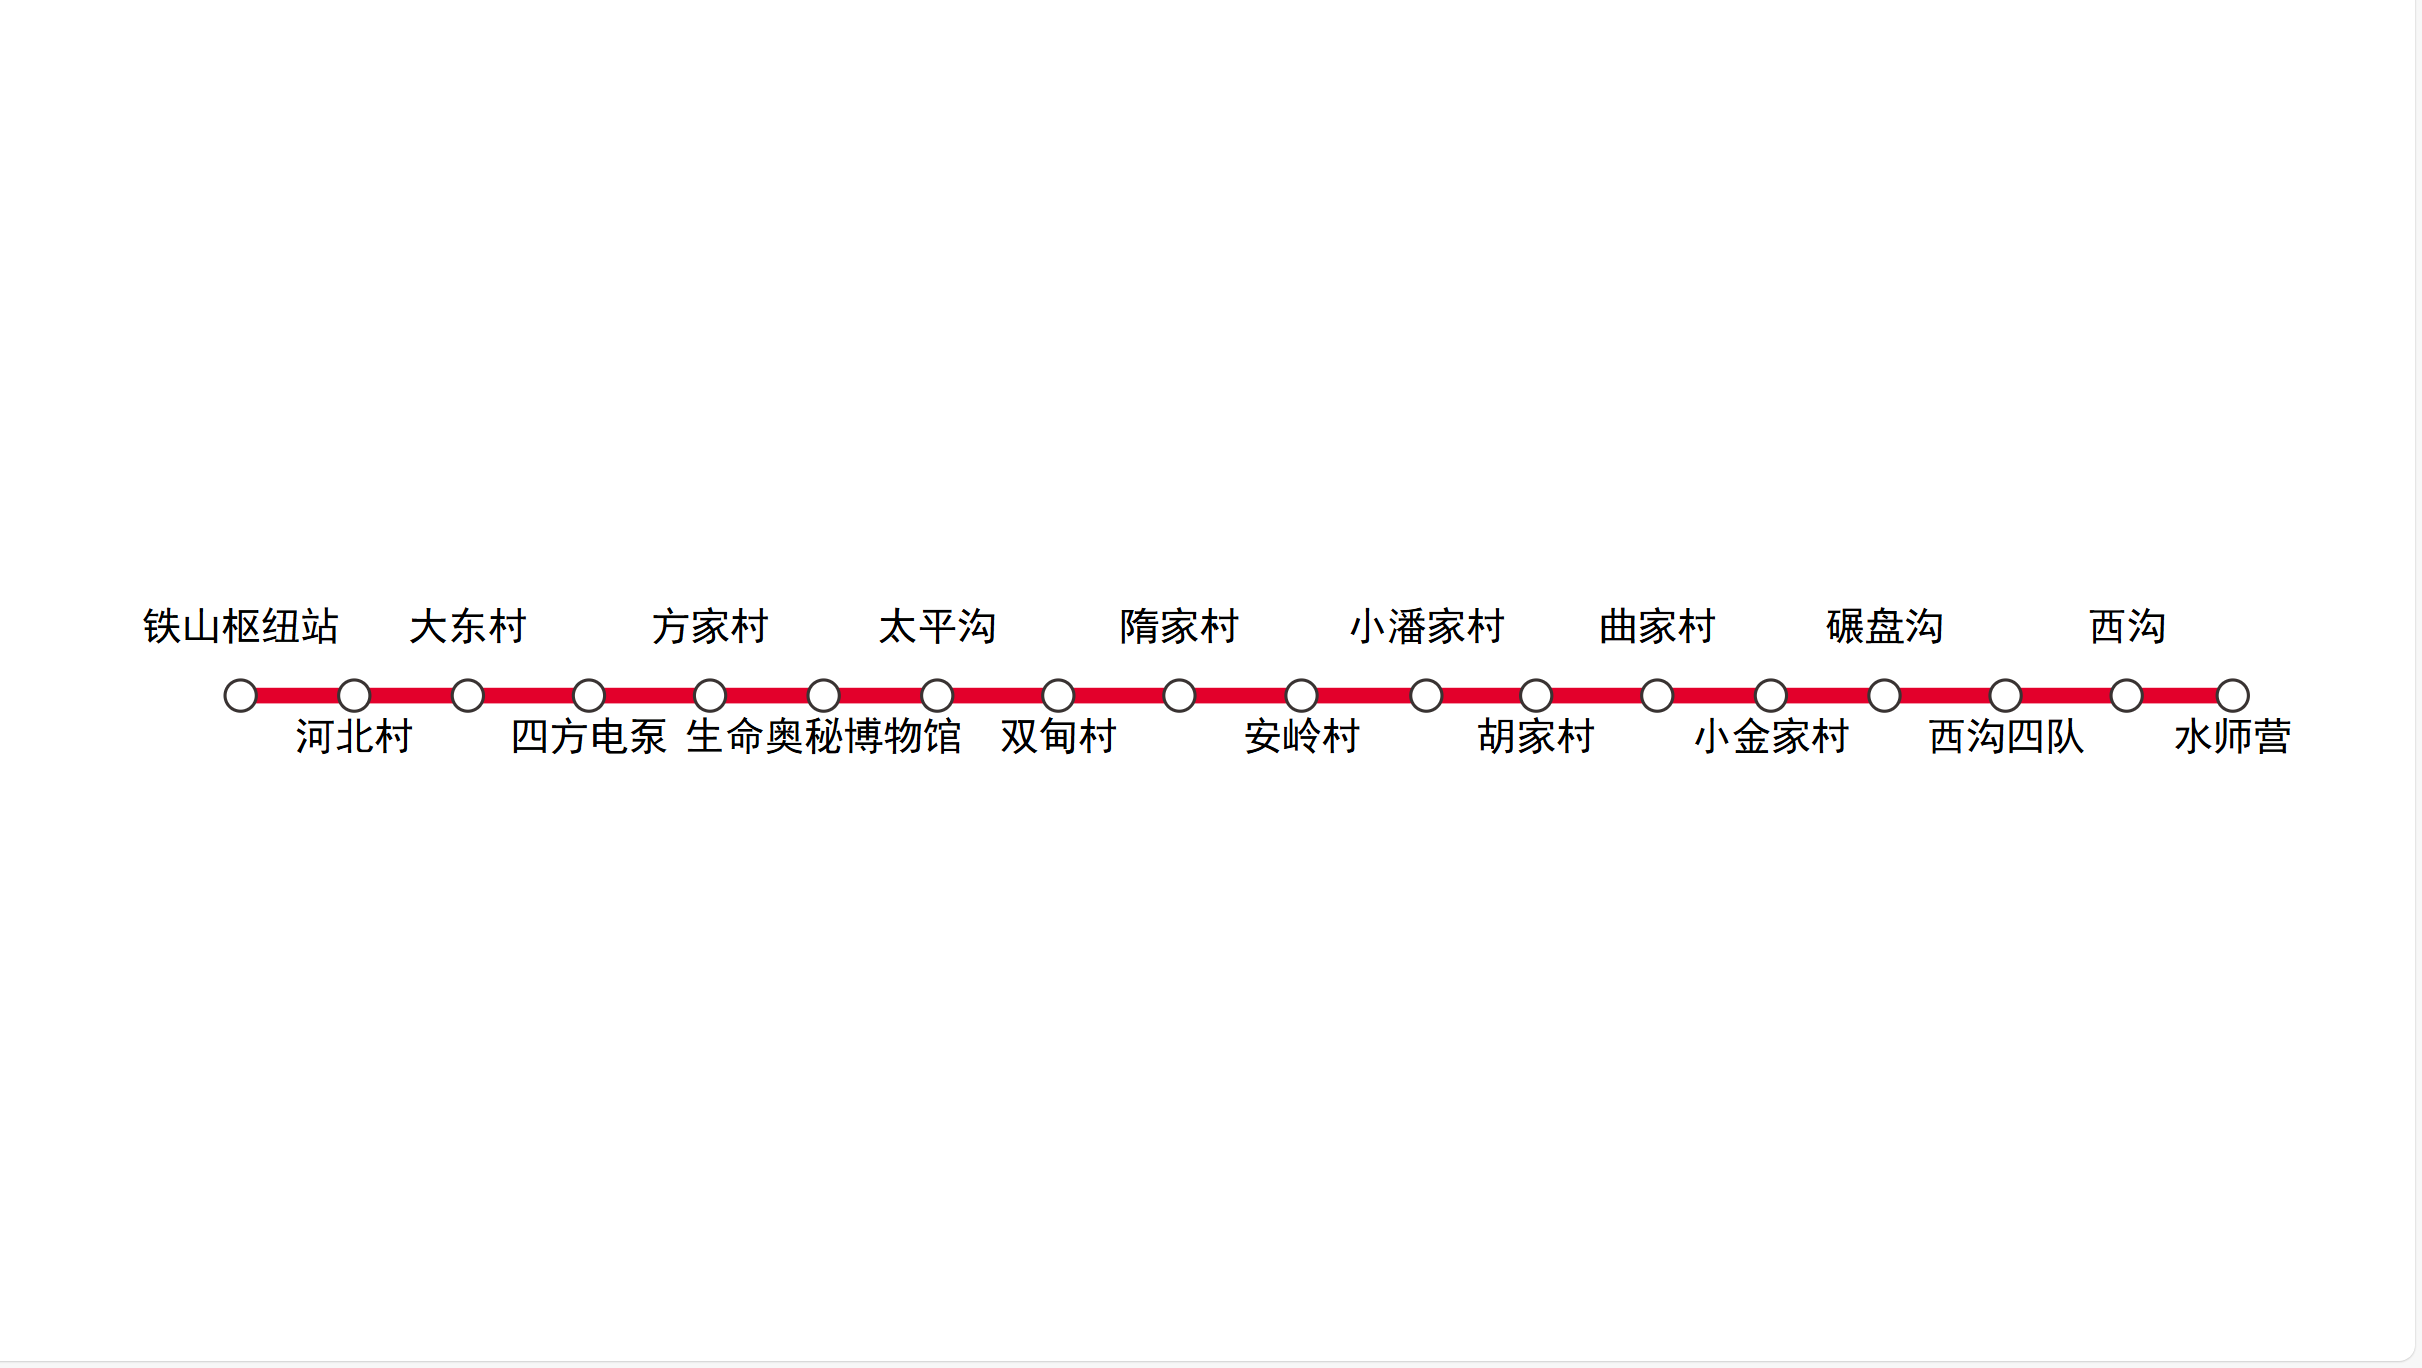 铁山枢纽站 大东村 方家村 太平沟 隋家村 小潘家村 曲家村 碾盘沟 西沟
河北村 四方电泵 生命奥秘博物馆 双甸村 安岭村 胡家村 小金家村 西沟四队 水师营